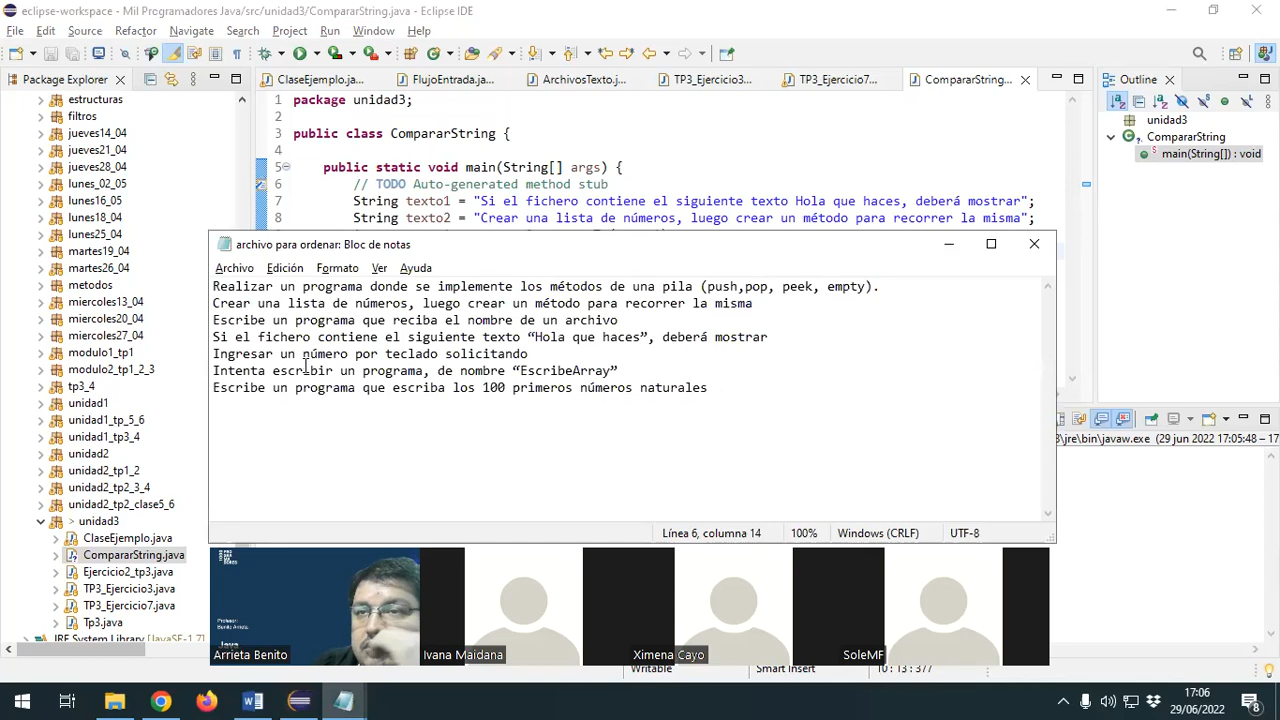 eclipse-workspace - Mil Programadores Java/src/unidad3/CompararString.java - Eclipse IDE
File Edit Source Refactor Navigate Search Project Run Window Help
Package Explorer
ClaseEjemplo.ja... FlujoEntrada.ja... ArchivosTexto.j... TP3_Ejercicio3... TP3_Ejercicio7... CompararString...
Outline
estructuras
filtros
jueves14_04
jueves21_04
jueves28_04
lunes_02_05
lunes16_05
lunes18_04
lunes25_04
martes19_04
martes26_04
metodos
miercoles13_04
miercoles20_04
miercoles27_04
modulo1_tp1
modulo2_tp1_2_3
tp3_4
unidad1
unidad1_tp_5_6
unidad1_tp3_4
unidad2
unidad2_tp1_2
unidad2_tp2_3_4
unidad2_tp2_clase5_6
> unidad3
ClaseEjemplo.java
CompararString.java
Ejercicio2_tp3.java
TP3_Ejercicio3.java
TP3_Ejercicio7.java
Tp3.java
JRE System Library [JavaSE-1.7]
1 package unidad3;
2
3 public class CompararString {
4
5 public static void main(String[] args) {
6 // TODO Auto-generated method stub
7 String texto1 = "Si el fichero contiene el siguiente texto Hola que haces, deberá mostrar";
8 String texto2 = "Crear una lista de números, luego crear un método para recorrer la misma";
unidad3
CompararString
main(String[]) : void
archivo para ordenar: Bloc de notas
Archivo Edición Formato Ver Ayuda
Realizar un programa donde se implemente los métodos de una pila (push,pop, peek, empty).
Crear una lista de números, luego crear un método para recorrer la misma
Escribe un programa que reciba el nombre de un archivo
Si el fichero contiene el siguiente texto “Hola que haces”, deberá mostrar
Ingresar un número por teclado solicitando
Intenta escribir un programa, de nombre “EscribeArray”
Escribe un programa que escriba los 100 primeros números naturales
Línea 6, columna 14 100% Windows (CRLF) UTF-8
\jre\bin\javaw.exe (29 jun 2022 17:05:48 – 17:06:
PRO
GRAMA
DORES
Profesor:
Benito Arrieta.
Java
Arrieta Benito
Ivana Maidana
Ximena Cayo
SoleMF
Writable Smart Insert 10 : 13 : 377
17:06
29/06/2022
8